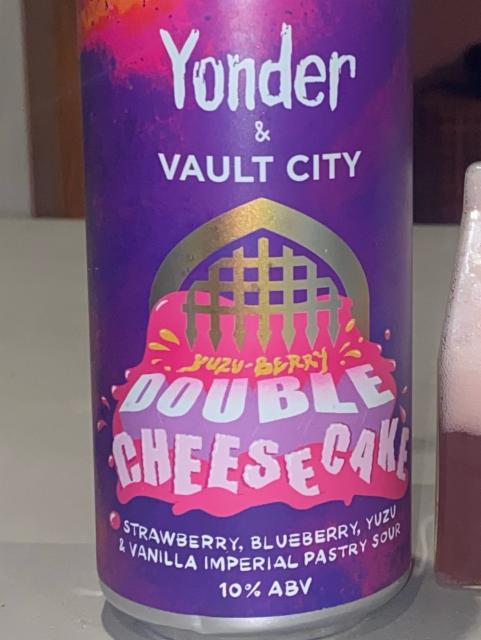 Yonder
&
VAULT CITY
YUZU-BERRY
DOUBLE
CHEESECAKE
STRAWBERRY, BLUEBERRY, YUZU
& VANILLA IMPERIAL PASTRY SOUR
10% ABV